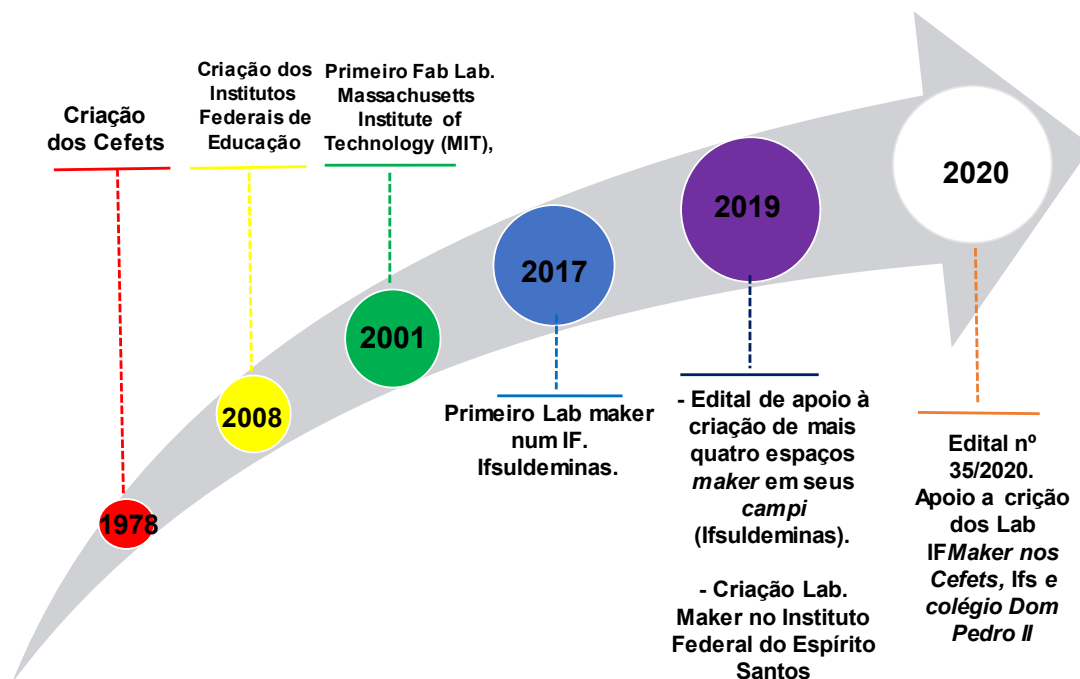 Criação
dos Cefets
1978
Criação dos
Institutos
Federais de
Educação
2008
Primeiro Fab Lab.
Massachusetts
Institute of
Technology (MIT),
2001
2017
Primeiro Lab maker
num IF.
Ifsuldeminas.
2019
- Edital de apoio à
criação de mais
quatro espaços
maker em seus
campi
(Ifsuldeminas).
- Criação Lab.
Maker no Instituto
Federal do Espírito
Santos
2020
Edital nº
35/2020.
Apoio a crição
dos Lab
IFMaker nos
Cefets, Ifs e
colégio Dom
Pedro II